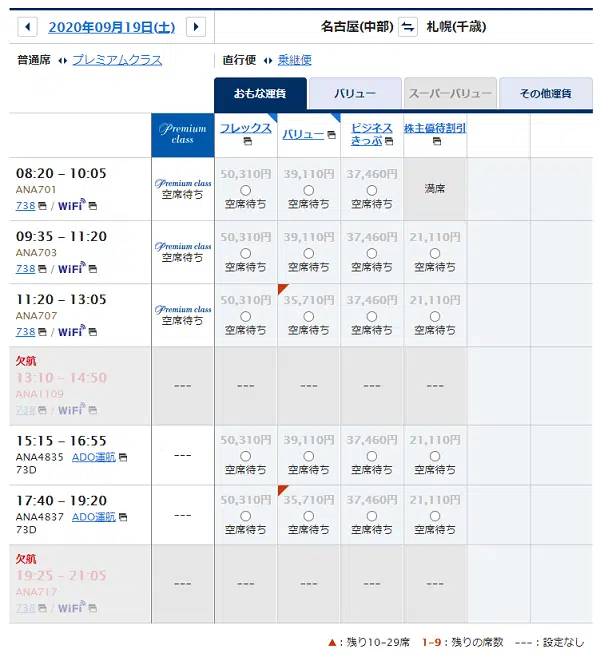 2020年09月19日(土)
名古屋(中部) 札幌(千歳)
普通席 プレミアムクラス 直行便 乗継便
おもな運賃 バリュー スーパーバリュー その他運賃
Premium class フレックス バリュー ビジネスきっぷ 株主優待割引
08:20 – 10:05
ANA701
738 / WiFi
Premium class
空席待ち
50,310円 39,110円 37,460円
空席待ち 空席待ち 空席待ち 満席
09:35 – 11:20
ANA703
738 / WiFi
Premium class
空席待ち
50,310円 39,110円 37,460円 21,110円
空席待ち 空席待ち 空席待ち 空席待ち
11:20 – 13:05
ANA707
738 / WiFi
Premium class
空席待ち
50,310円 35,710円 37,460円 21,110円
空席待ち 空席待ち 空席待ち 空席待ち
欠航
13:10 – 14:50
ANA1109
738 / WiFi
--- --- --- --- ---
15:15 – 16:55
ANA4835 ADO運航
73D
---
50,310円 39,110円 37,460円 21,110円
空席待ち 空席待ち 空席待ち 空席待ち
17:40 – 19:20
ANA4837 ADO運航
73D
---
50,310円 35,710円 37,460円 21,110円
空席待ち 空席待ち 空席待ち 空席待ち
欠航
19:25 – 21:05
ANA717
738 / WiFi
--- --- --- --- ---
▲：残り10–29席 1–9：残りの席数 ---：設定なし